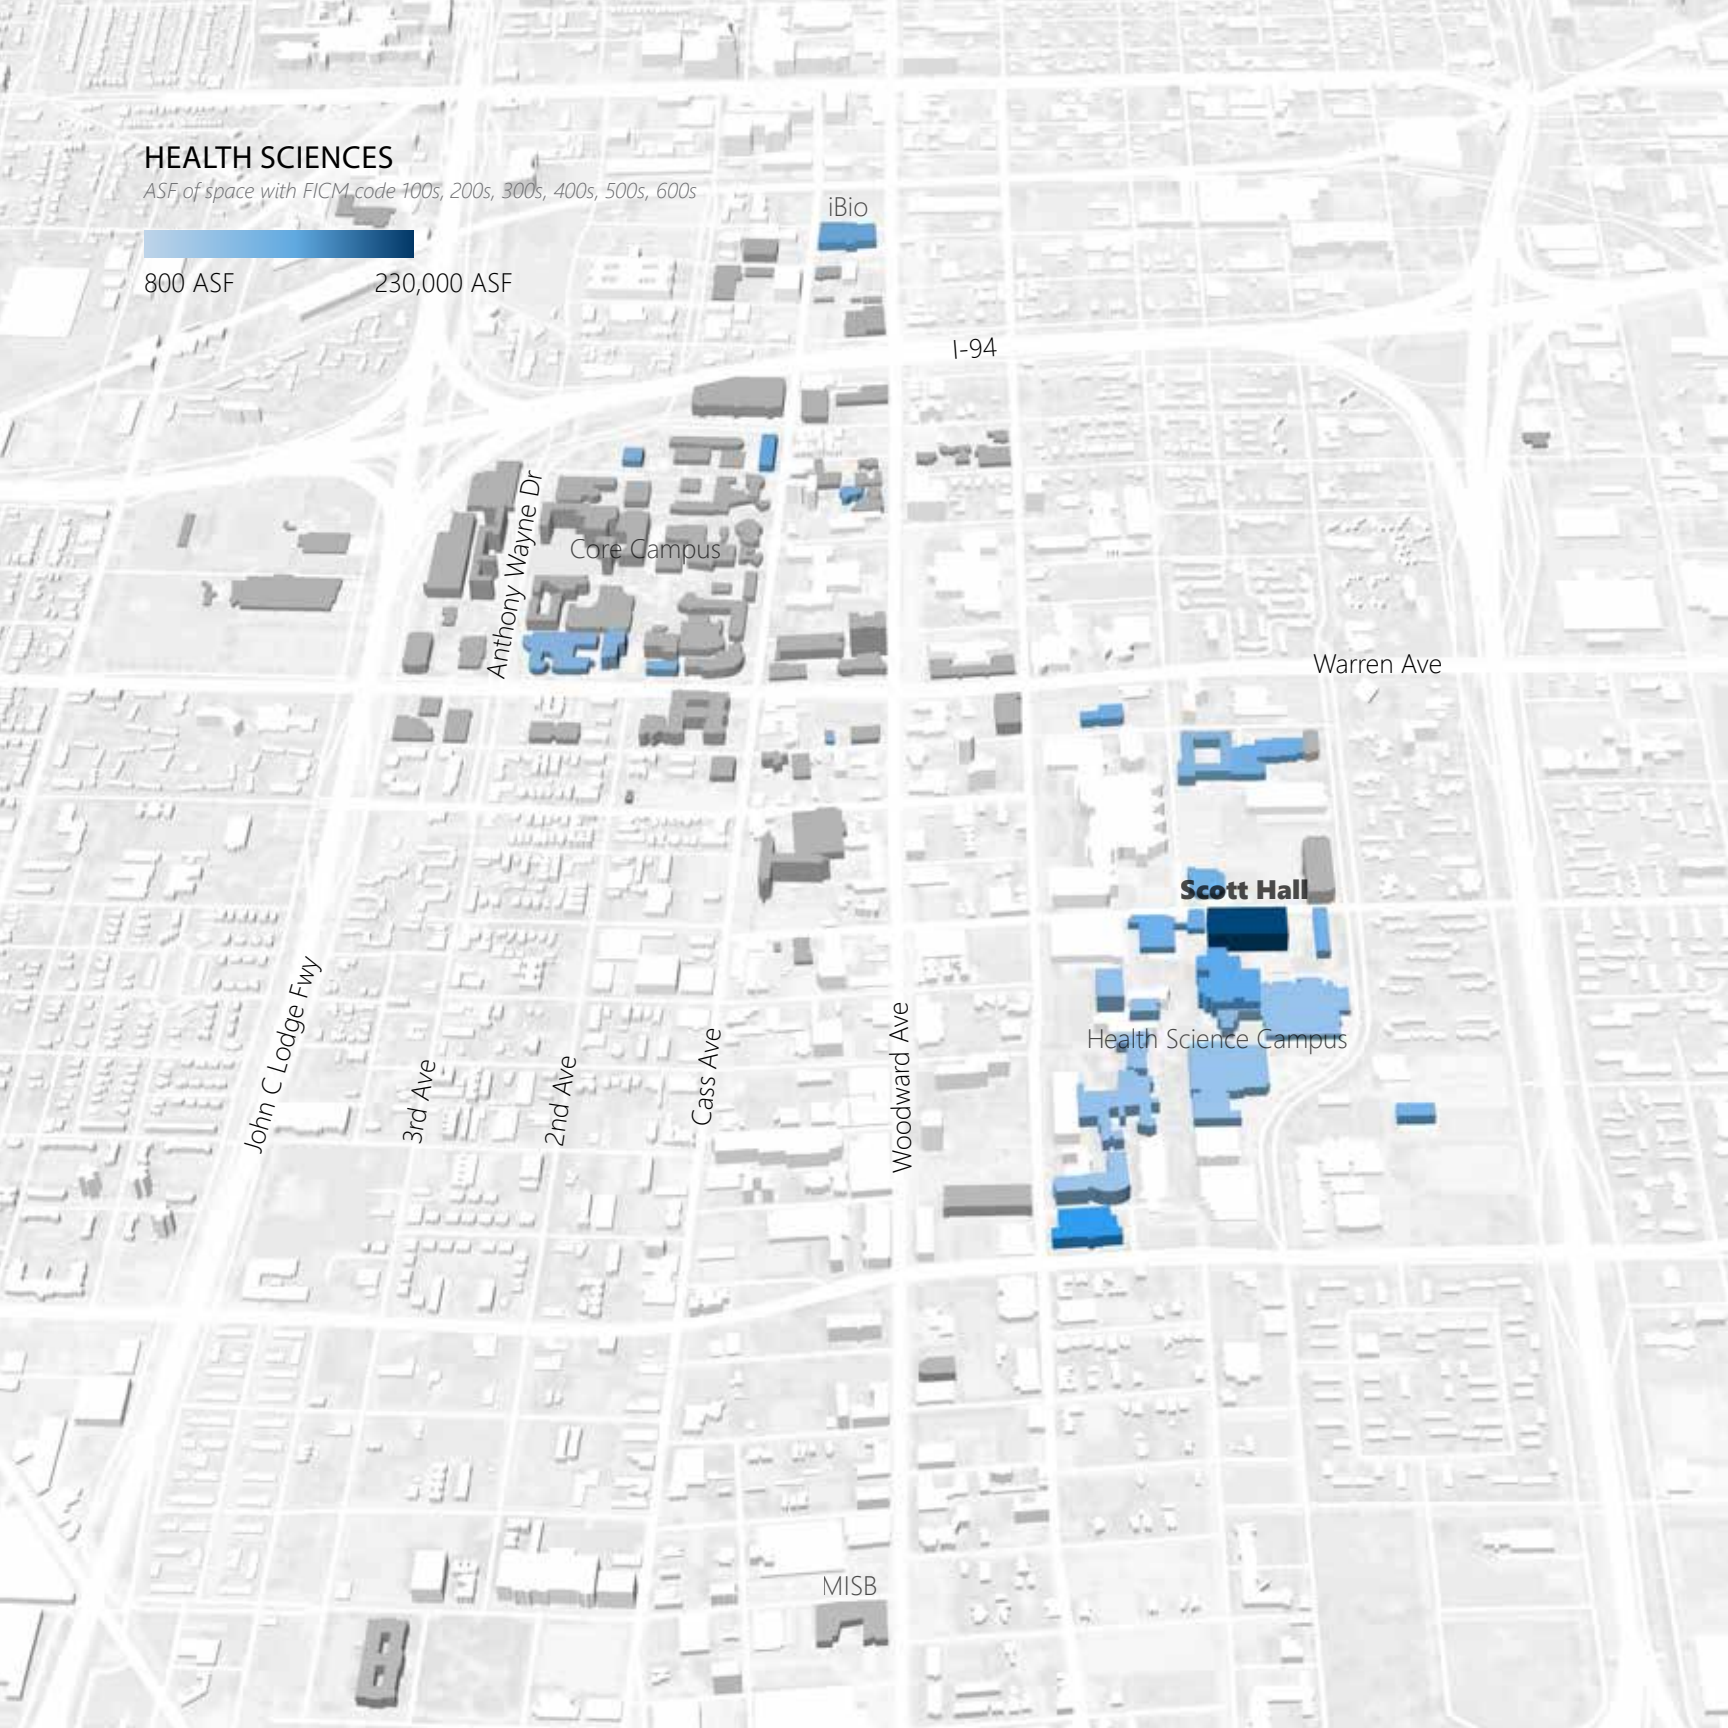 HEALTH SCIENCES
ASF of space with FICM code 100s, 200s, 300s, 400s, 500s, 600s
800 ASF
230,000 ASF
iBio
I-94
Anthony Wayne Dr
Core Campus
Warren Ave
Scott Hall
John C Lodge Fwy
3rd Ave
2nd Ave
Cass Ave
Woodward Ave
Health Science Campus
MISB